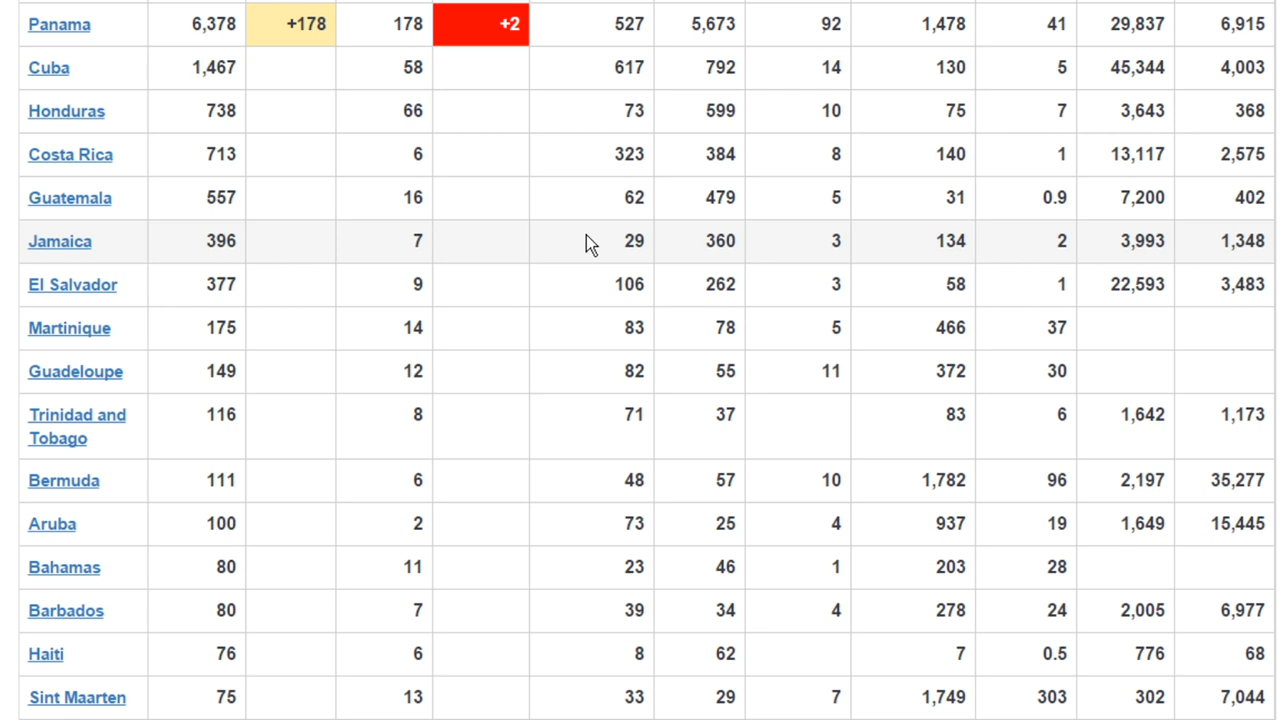 Panama 6,378 +178 178 +2 527 5,673 92 1,478 41 29,837 6,915
Cuba 1,467 58 617 792 14 130 5 45,344 4,003
Honduras 738 66 73 599 10 75 7 3,643 368
Costa Rica 713 6 323 384 8 140 1 13,117 2,575
Guatemala 557 16 62 479 5 31 0.9 7,200 402
Jamaica 396 7 29 360 3 134 2 3,993 1,348
El Salvador 377 9 106 262 3 58 1 22,593 3,483
Martinique 175 14 83 78 5 466 37
Guadeloupe 149 12 82 55 11 372 30
Trinidad and 116 8 71 37 83 6 1,642 1,173
Tobago
Bermuda 111 6 48 57 10 1,782 96 2,197 35,277
Aruba 100 2 73 25 4 937 19 1,649 15,445
Bahamas 80 11 23 46 1 203 28
Barbados 80 7 39 34 4 278 24 2,005 6,977
Haiti 76 6 8 62 7 0.5 776 68
Sint Maarten 75 13 33 29 7 1,749 303 302 7,044